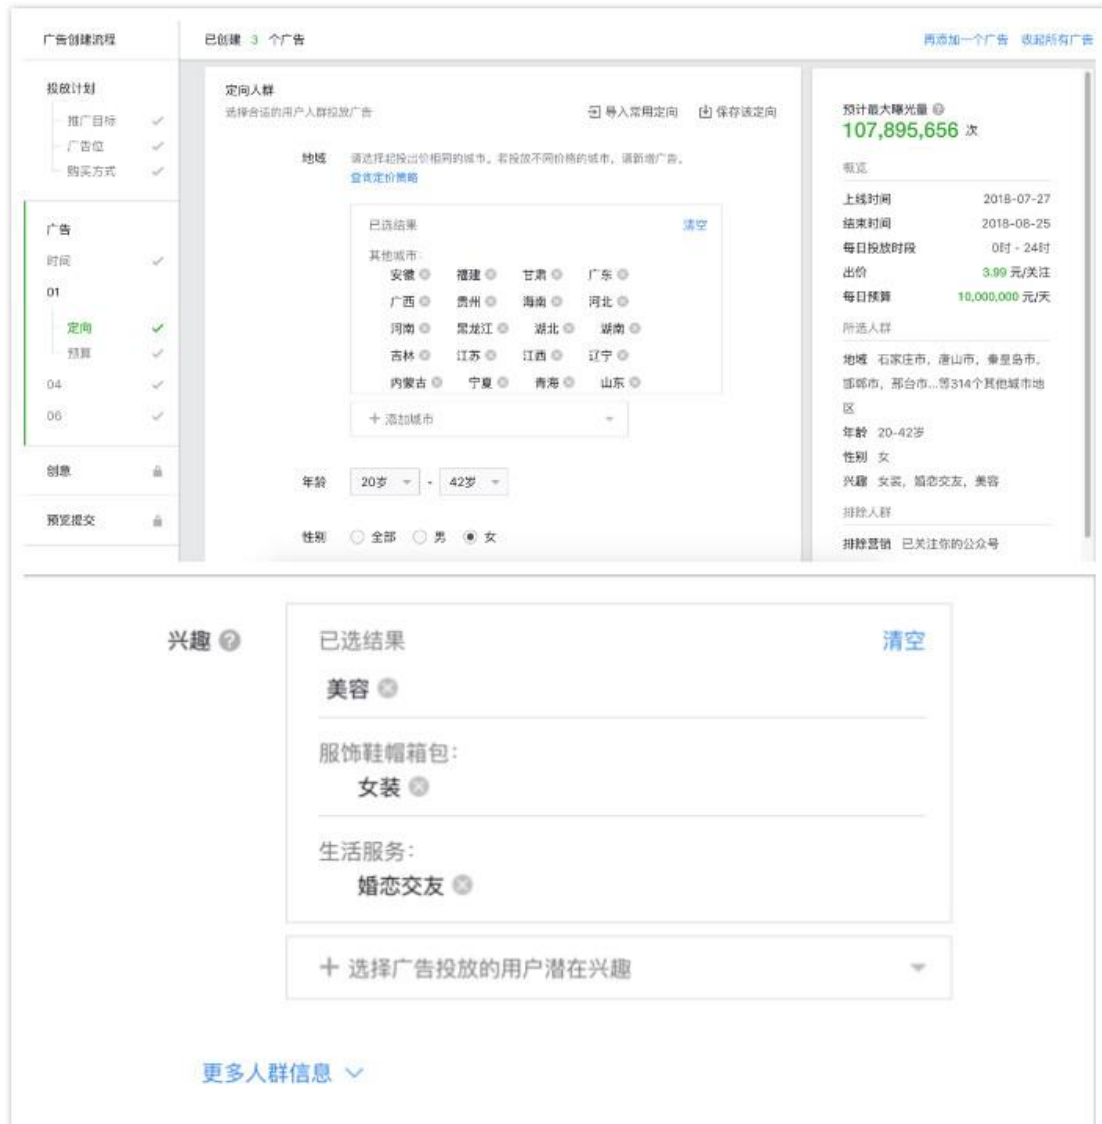 广告创建流程
已创建 3 个广告
再添加一个广告 收起所有广告
投放计划
推广目标
广告位
购买方式
广告
时间
01
定向
预算
04
06
创意
预览提交
定向人群
选择合适的用户人群投放广告
导入常用定向 保存该定向
地域
请选择起投出价相同的城市。若投放不同价格的城市，请新增广告。
查询定价策略
已选结果 清空
其他城市:
安徽 福建 甘肃 广东
广西 贵州 海南 河北
河南 黑龙江 湖北 湖南
吉林 江苏 江西 辽宁
内蒙古 宁夏 青海 山东
+ 添加城市
年龄 20岁 - 42岁
性别 全部 男 女
预计最大曝光量
107,895,656 次
概览
上线时间 2018-07-27
结束时间 2018-08-25
每日投放时段 0时 - 24时
出价 3.99 元/关注
每日预算 10,000,000 元/天
所选人群
地域 石家庄市，唐山市，秦皇岛市，
邯郸市，邢台市...等314个其他城市地
区
年龄 20-42岁
性别 女
兴趣 女装，婚恋交友，美容
排除人群
排除营销 已关注你的公众号
兴趣
已选结果 清空
美容
服饰鞋帽箱包:
女装
生活服务:
婚恋交友
+ 选择广告投放的用户潜在兴趣
更多人群信息